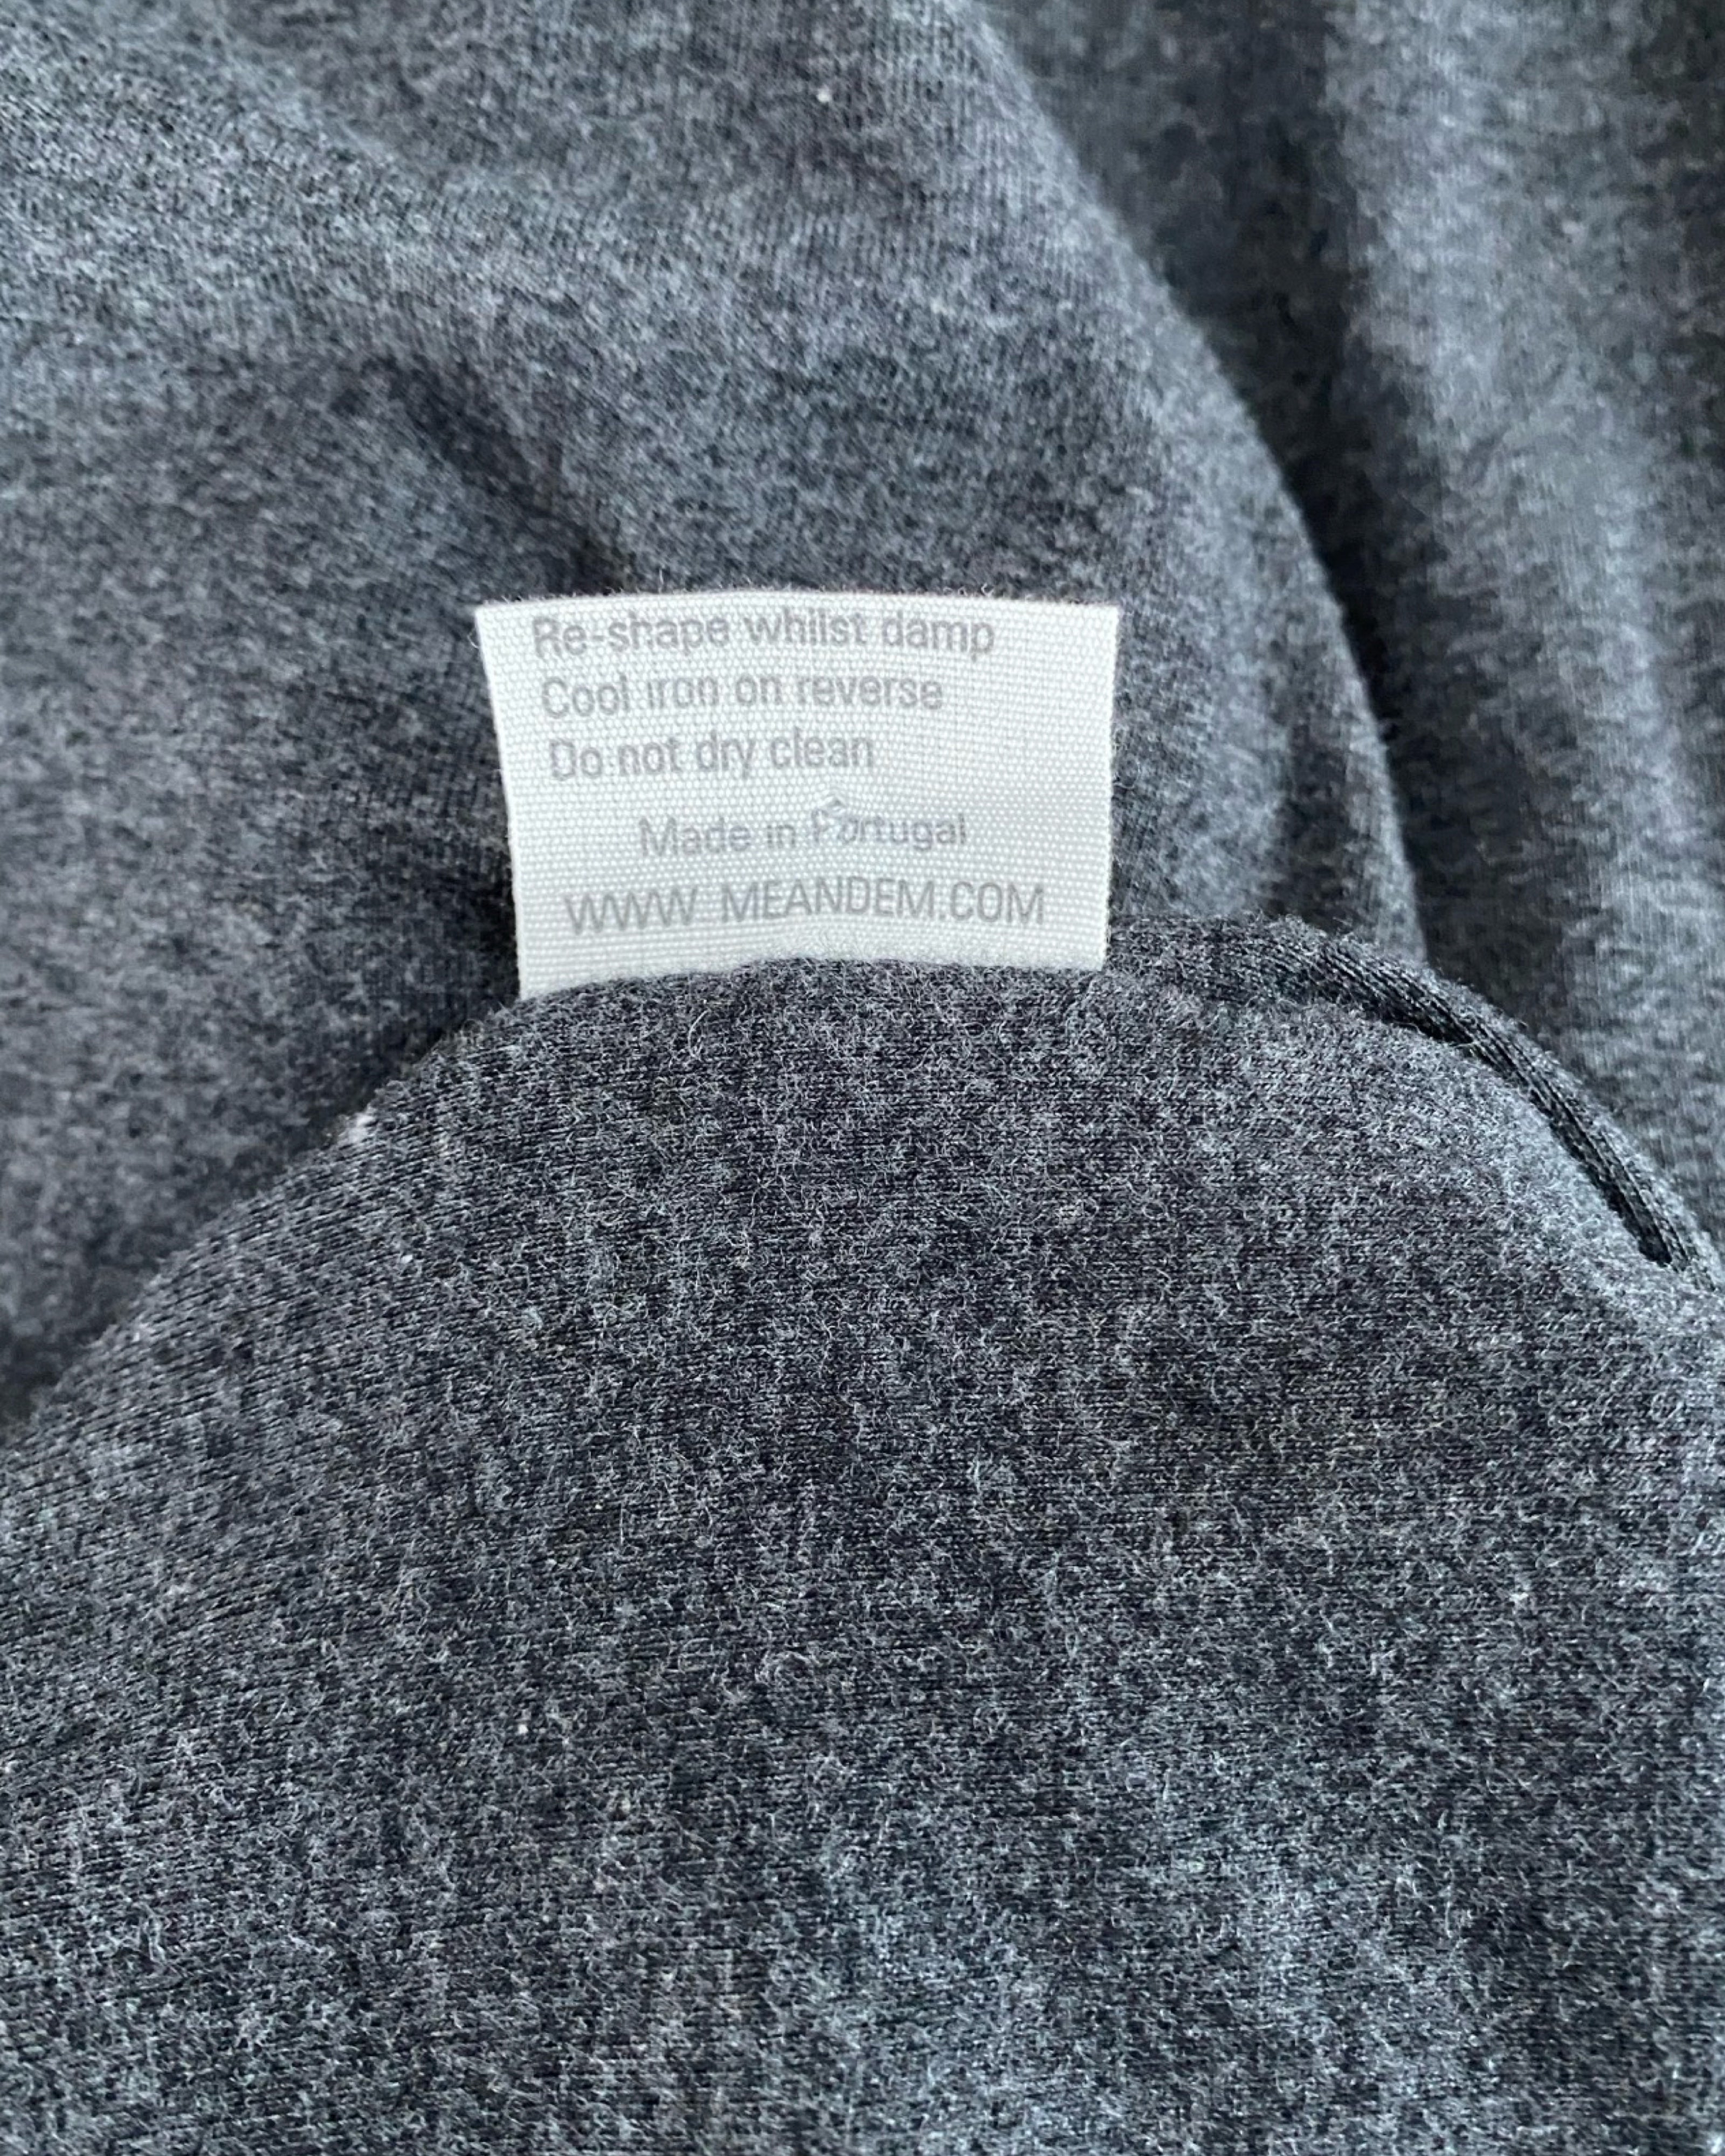 Re-shape whilst damp
Cool iron on reverse
Do not dry clean
Made in Portugal
WWW.MEANDEM.COM